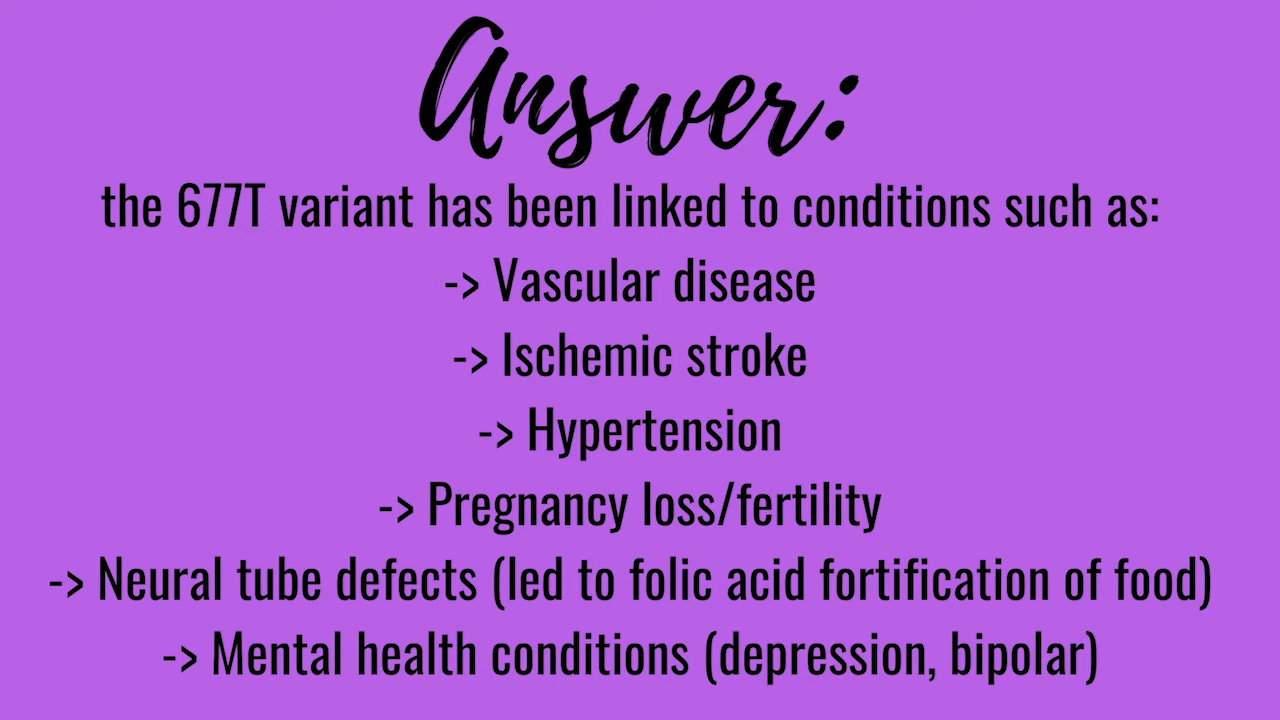 Answer:
the 677T variant has been linked to conditions such as:
-> Vascular disease
-> Ischemic stroke
-> Hypertension
-> Pregnancy loss/fertility
-> Neural tube defects (led to folic acid fortification of food)
-> Mental health conditions (depression, bipolar)